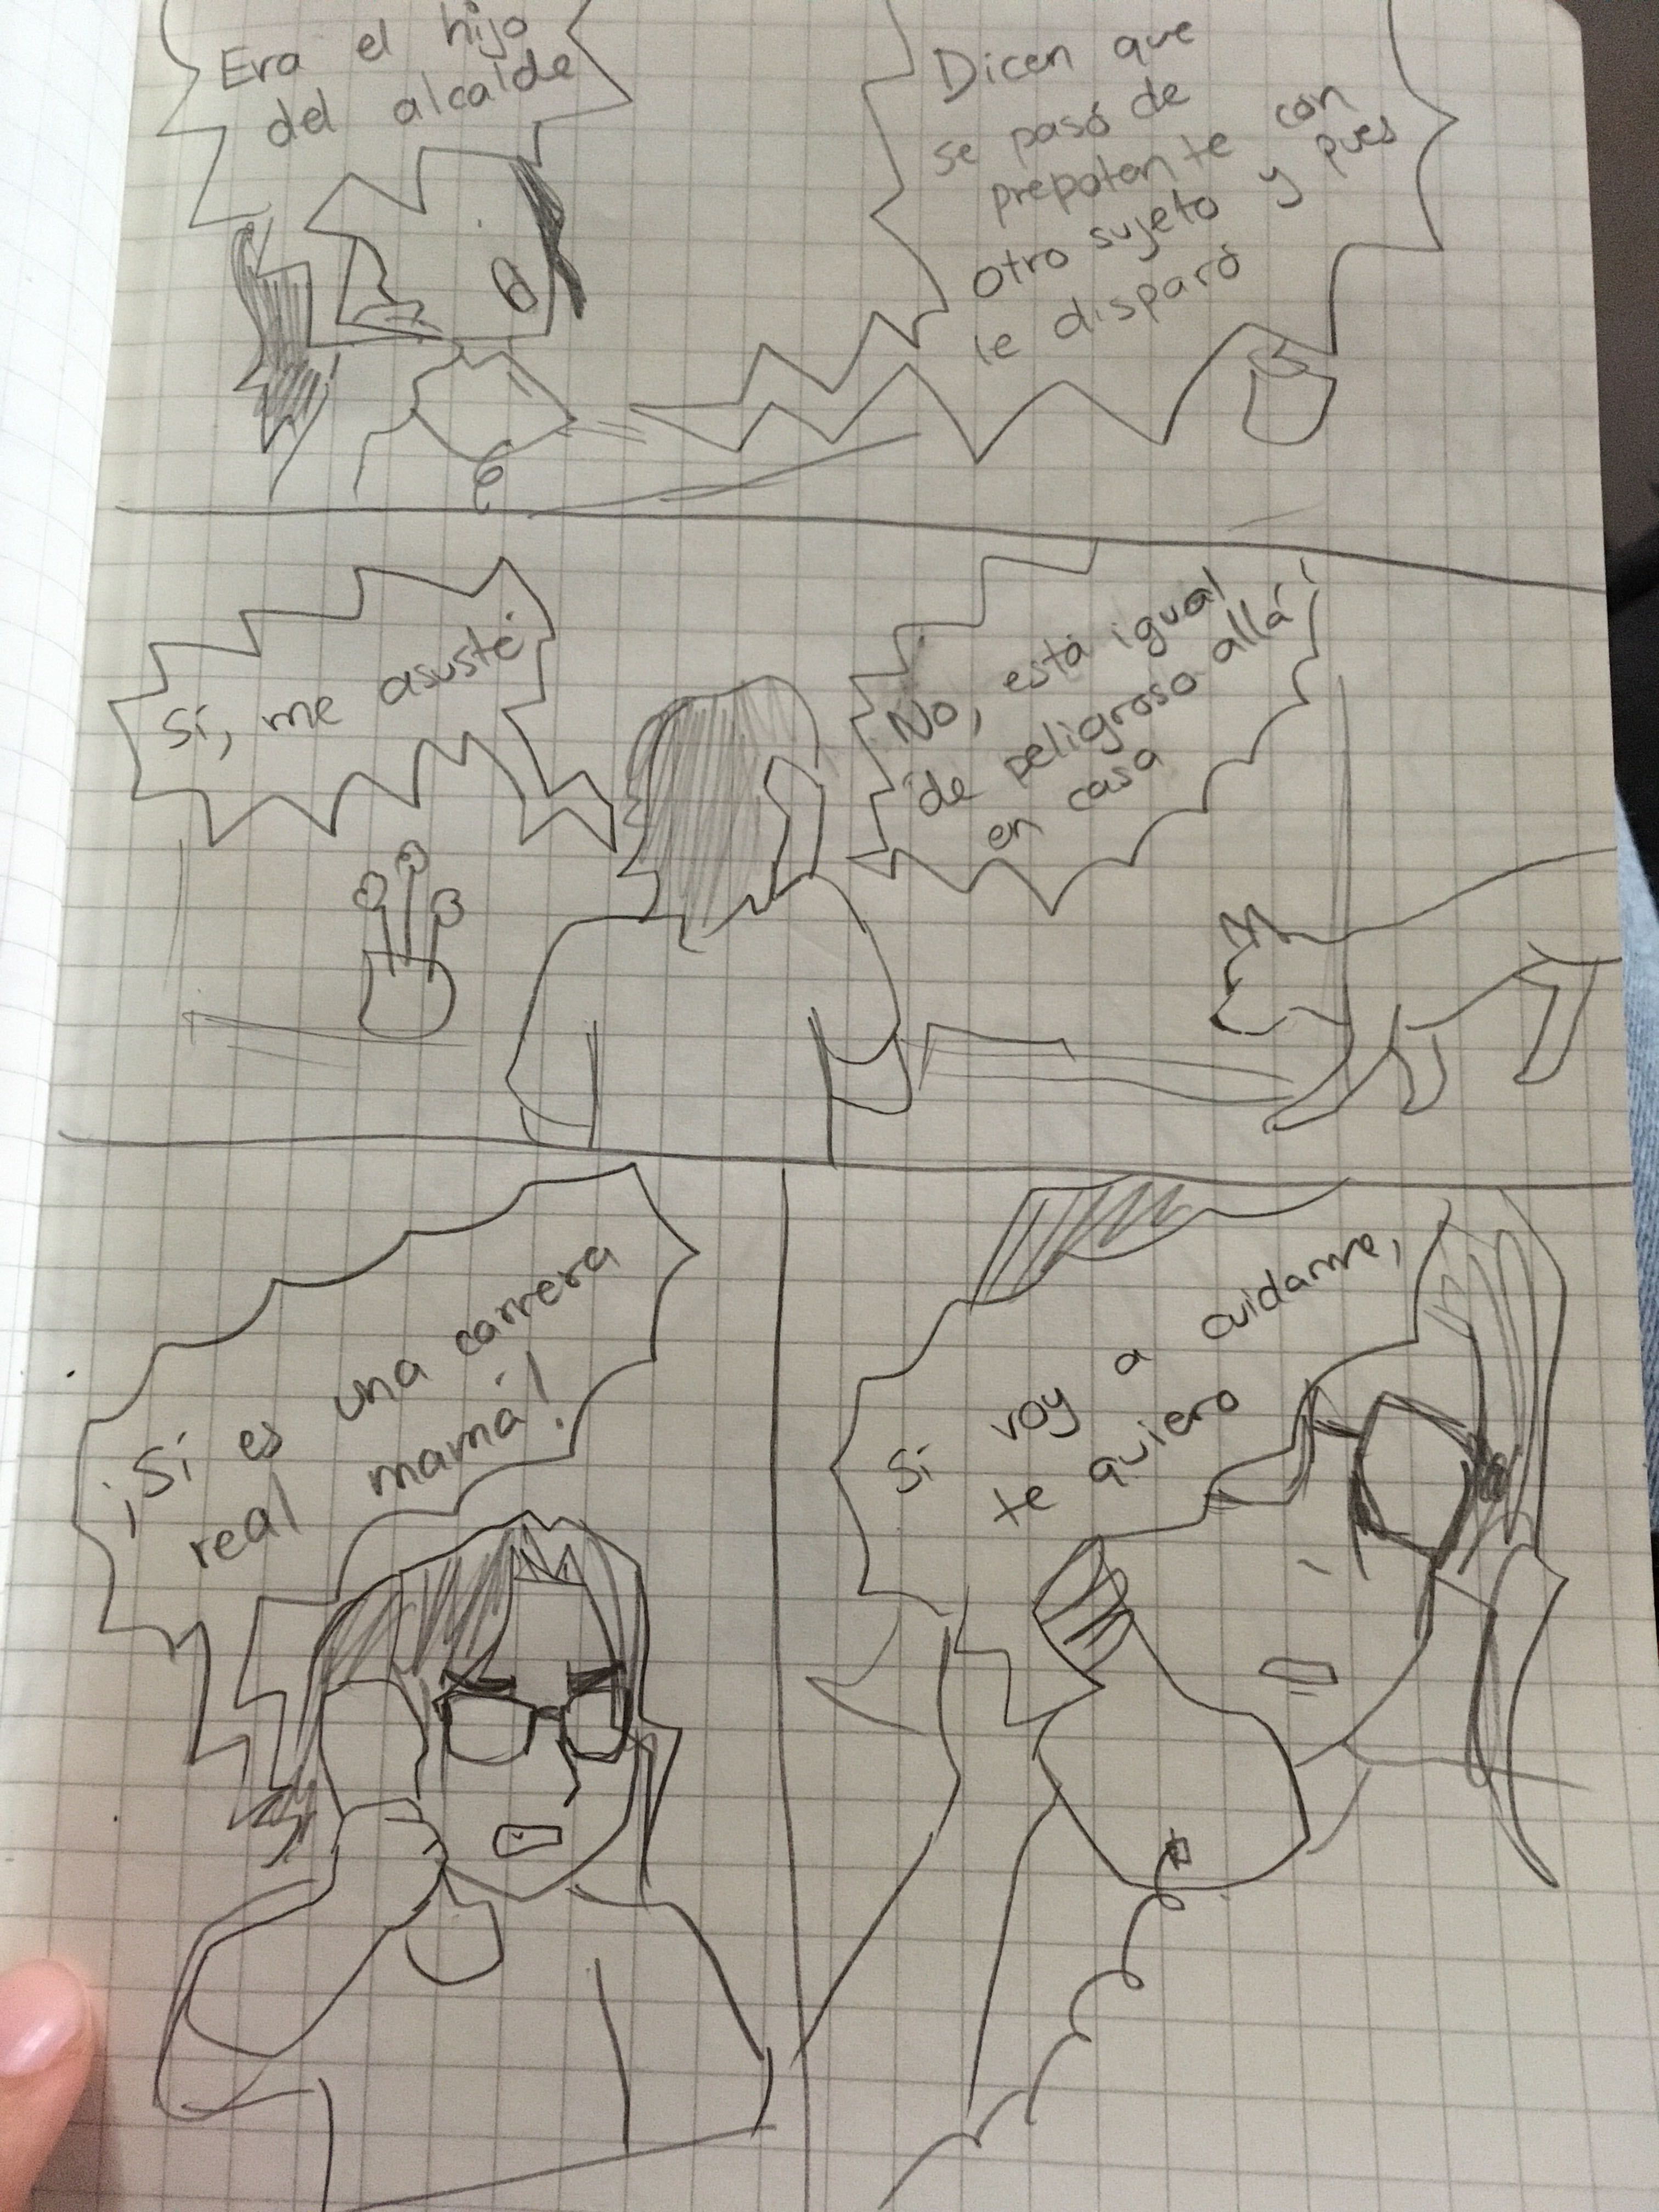 Era el hijo
del alcalde
Dicen que
se pasó de
prepotente con
otro sujeto y pues
le disparó
Sí, me asusté.
No, está igual
de peligroso allá
en casa
¡Sí es una carrera
real mamá!
Sí voy a cuidarme,
te quiero